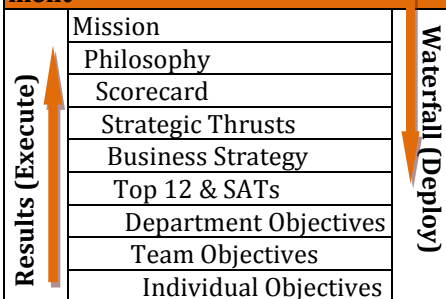 Mission
Philosophy
Scorecard
Strategic Thrusts
Business Strategy
Top 12 & SATs
Department Objectives
Team Objectives
Individual Objectives
Results (Execute)
Waterfall (Deploy)